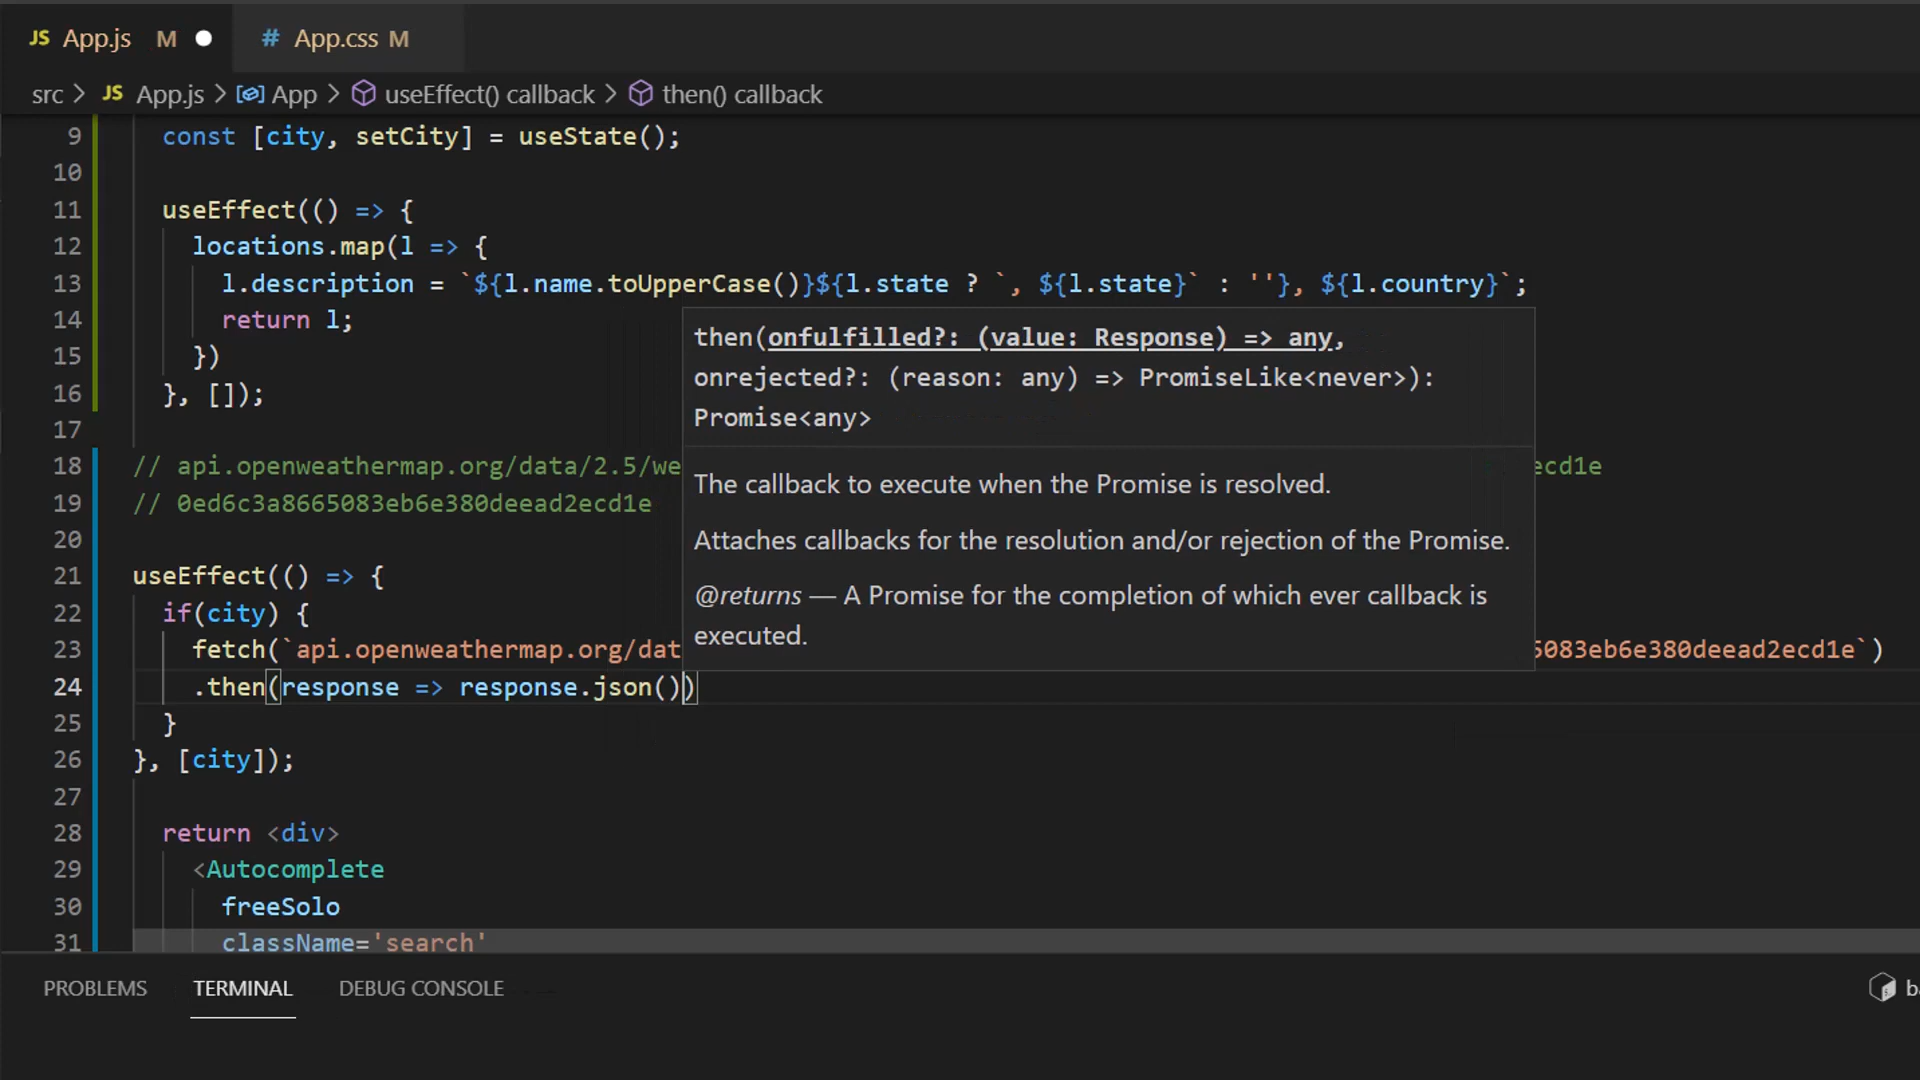 JS App.js M
# App.css M
src > JS App.js > App > useEffect() callback > then() callback
9 const [city, setCity] = useState();
10
11 useEffect(() => {
12 locations.map(l => {
13 l.description = `${l.name.toUpperCase()}${l.state ? `, ${l.state}` : ''}, ${l.country}`;
14 return l;
15 })
16 }, []);
17
18 // api.openweathermap.org/data/2.5/we ecd1e
19 // 0ed6c3a8665083eb6e380deead2ecd1e
20
21 useEffect(() => {
22 if(city) {
23 fetch(`api.openweathermap.org/dat 5083eb6e380deead2ecd1e`)
24 .then(response => response.json())
25 }
26 }, [city]);
27
28 return <div>
29 <Autocomplete
30 freeSolo
31 className='search'
then(onfulfilled?: (value: Response) => any,
onrejected?: (reason: any) => PromiseLike<never>):
Promise<any>
The callback to execute when the Promise is resolved.
Attaches callbacks for the resolution and/or rejection of the Promise.
@returns — A Promise for the completion of which ever callback is
executed.
PROBLEMS TERMINAL DEBUG CONSOLE